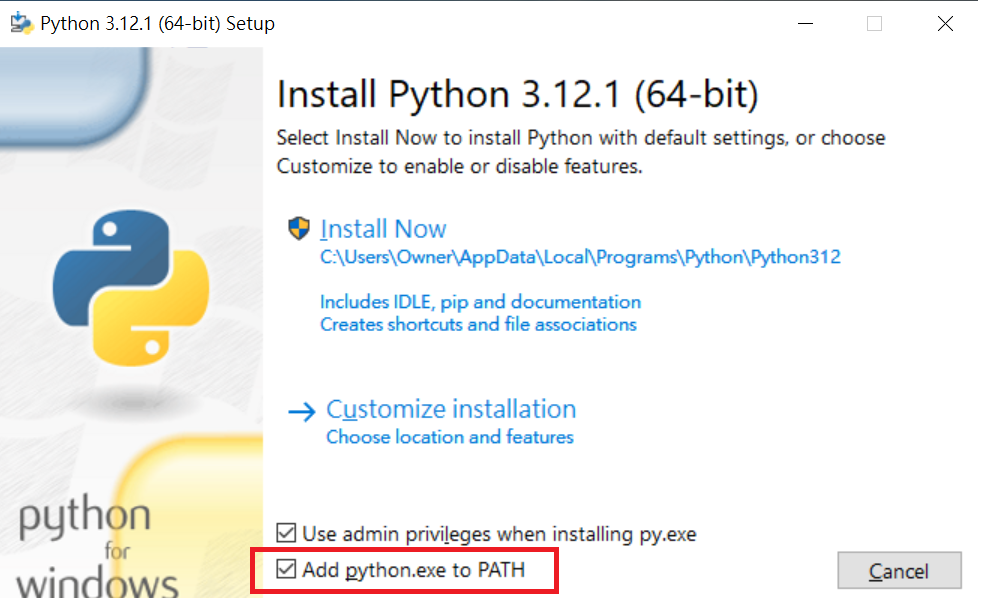 Python 3.12.1 (64-bit) Setup
Install Python 3.12.1 (64-bit)
Select Install Now to install Python with default settings, or choose
Customize to enable or disable features.
Install Now
C:\Users\Owner\AppData\Local\Programs\Python\Python312
Includes IDLE, pip and documentation
Creates shortcuts and file associations
Customize installation
Choose location and features
python
for
windows
Use admin privileges when installing py.exe
Add python.exe to PATH
Cancel